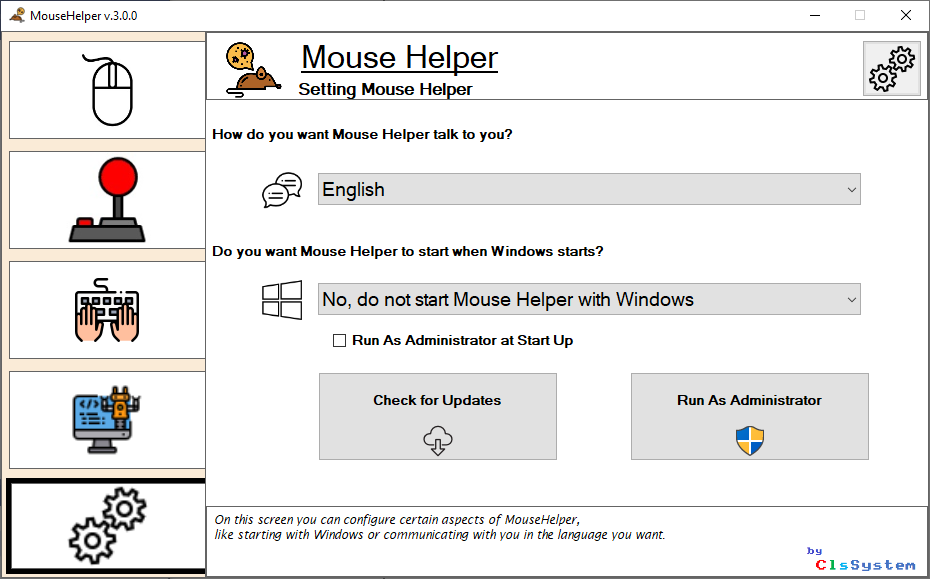 MouseHelper v.3.0.0
Mouse Helper
Setting Mouse Helper
How do you want Mouse Helper talk to you?
English
Do you want Mouse Helper to start when Windows starts?
No, do not start Mouse Helper with Windows
Run As Administrator at Start Up
Check for Updates
Run As Administrator
On this screen you can configure certain aspects of MouseHelper,
like starting with Windows or communicating with you in the language you want.
by
ClsSystem